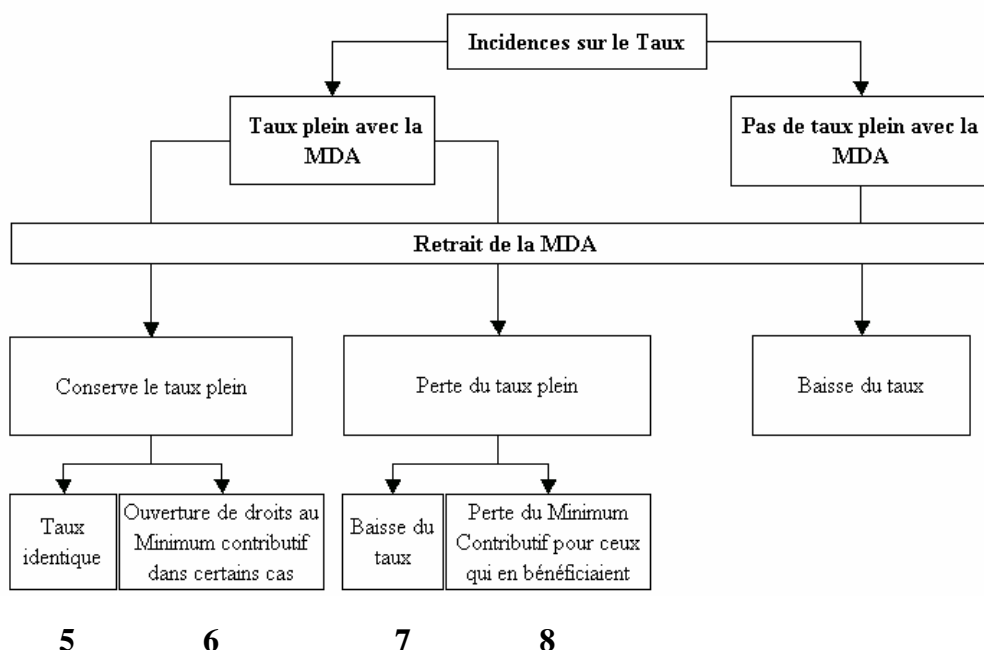 Incidences sur le Taux
Taux plein avec la
MDA
Pas de taux plein avec la
MDA
Retrait de la MDA
Conserve le taux plein
Perte du taux plein
Baisse du taux
Taux
identique
Ouverture de droits au
Minimum contributif
dans certains cas
Baisse du
taux
Perte du Minimum
Contributif pour ceux
qui en bénéficiaient
5
6
7
8